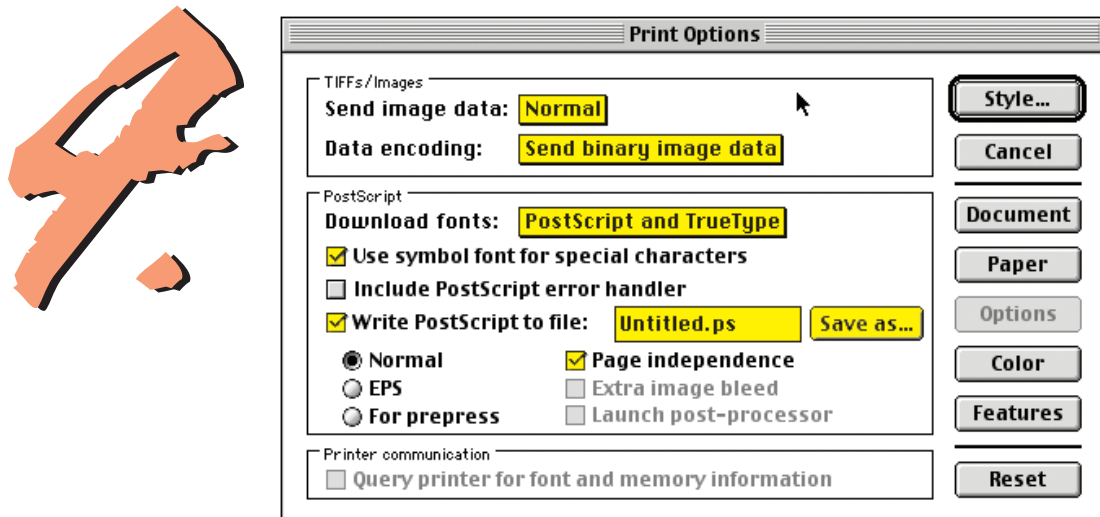 9.
Print Options
TIFFs/Images
Send image data: Normal
Data encoding: Send binary image data
PostScript
Download fonts: PostScript and TrueType
Use symbol font for special characters
Include PostScript error handler
Write PostScript to file: Untitled.ps Save as...
Normal Page independence
EPS Extra image bleed
For prepress Launch post-processor
Printer communication
Query printer for font and memory information
Style...
Cancel
Document
Paper
Options
Color
Features
Reset